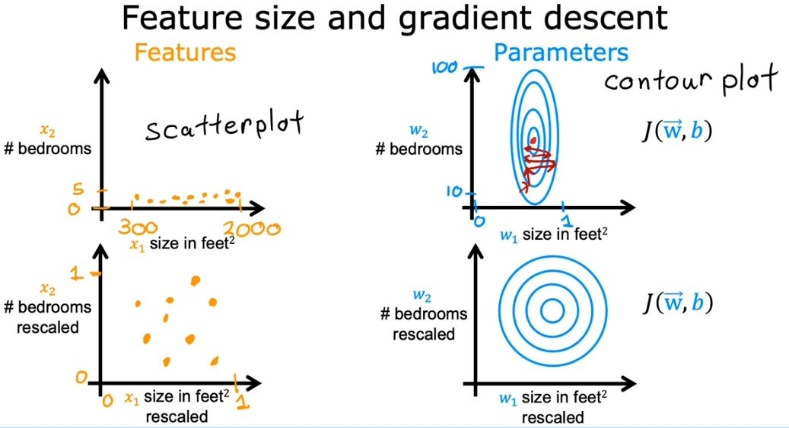 Feature size and gradient descent
Features
scatterplot
x₂
# bedrooms
5
0
300
2000
x₁ size in feet²
Parameters
contour plot
100
w₂
# bedrooms
10
0
1
w₁ size in feet²
J(w⃗, b)
1
x₂
# bedrooms
rescaled
0
0
x₁ size in feet²
1
rescaled
w₂
# bedrooms
rescaled
J(w⃗, b)
w₁ size in feet²
rescaled